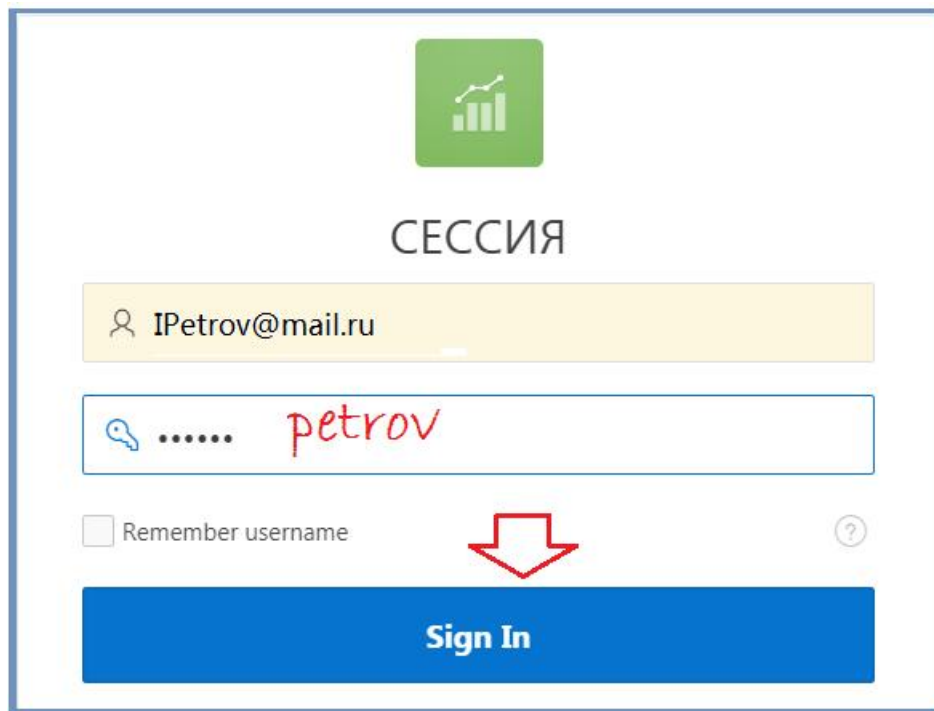 СЕССИЯ
IPetrov@mail.ru
•••••• petrov
Remember username ?
Sign In